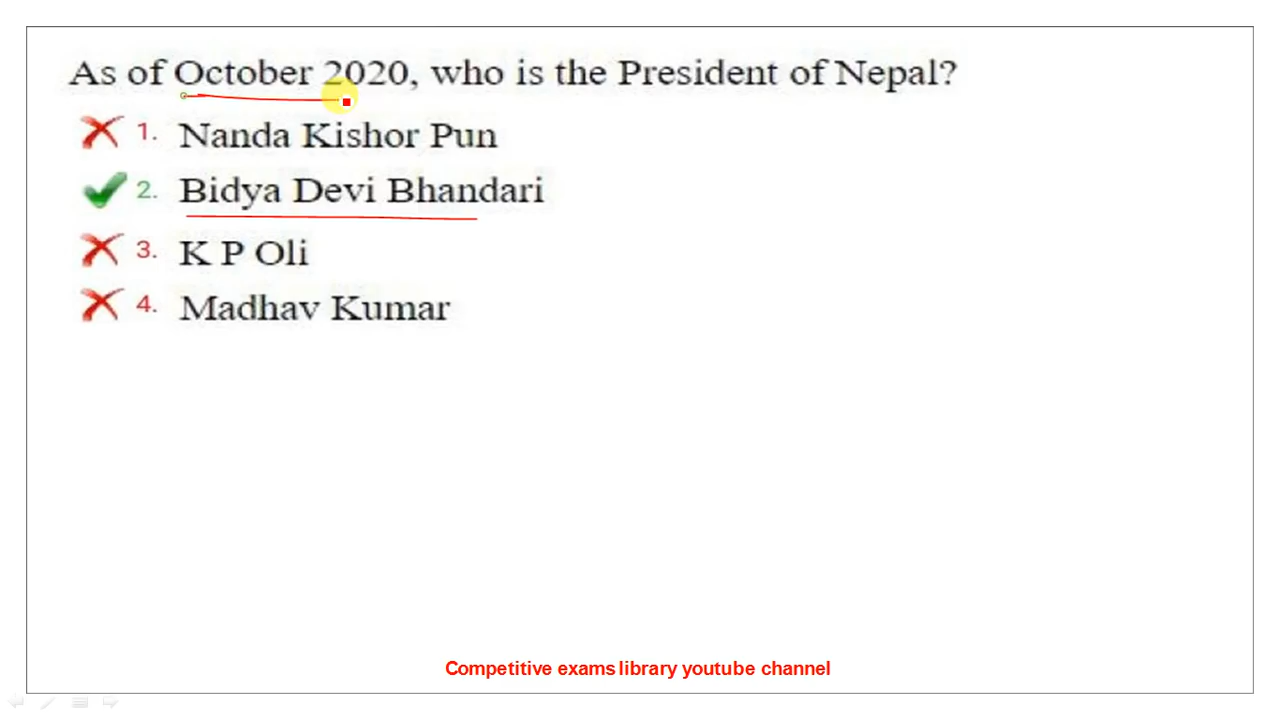 As of October 2020, who is the President of Nepal?
1. Nanda Kishor Pun
2. Bidya Devi Bhandari
3. K P Oli
4. Madhav Kumar
Competitive exams library youtube channel